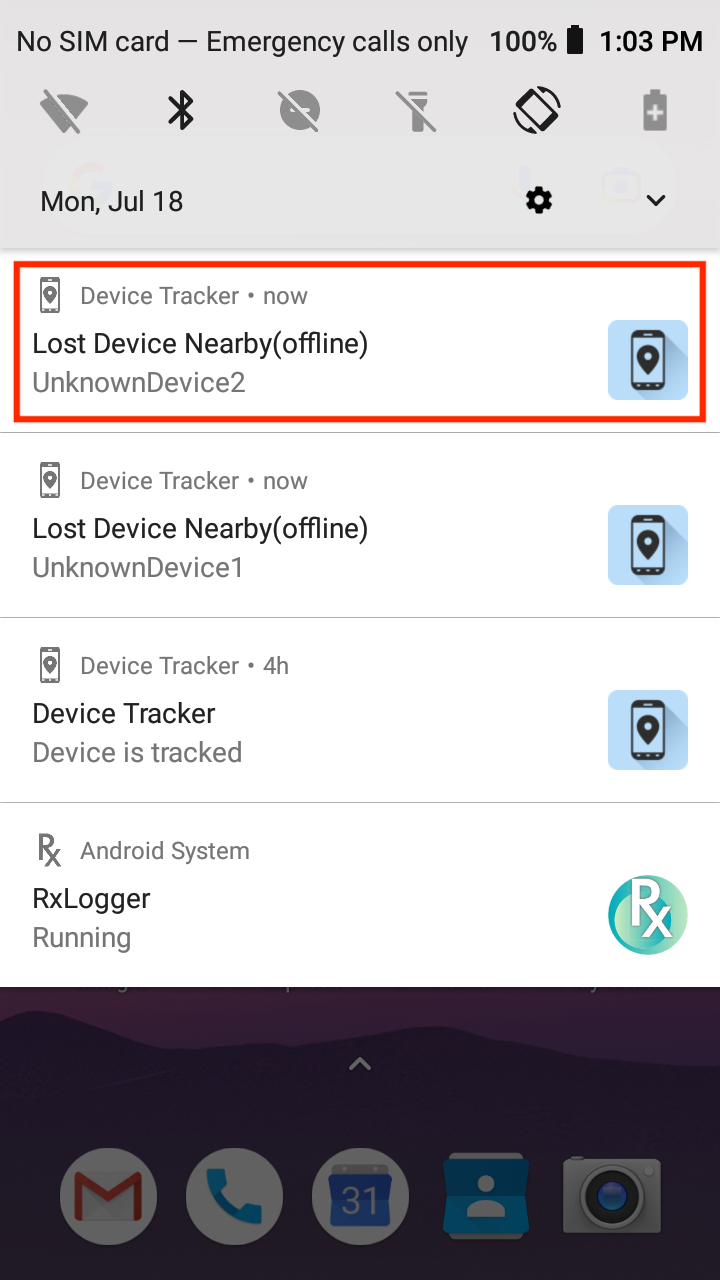 No SIM card — Emergency calls only 100% 1:03 PM
Mon, Jul 18
Device Tracker • now
Lost Device Nearby(offline)
UnknownDevice2
Device Tracker • now
Lost Device Nearby(offline)
UnknownDevice1
Device Tracker • 4h
Device Tracker
Device is tracked
Rx Android System
RxLogger
Running
Rx
31